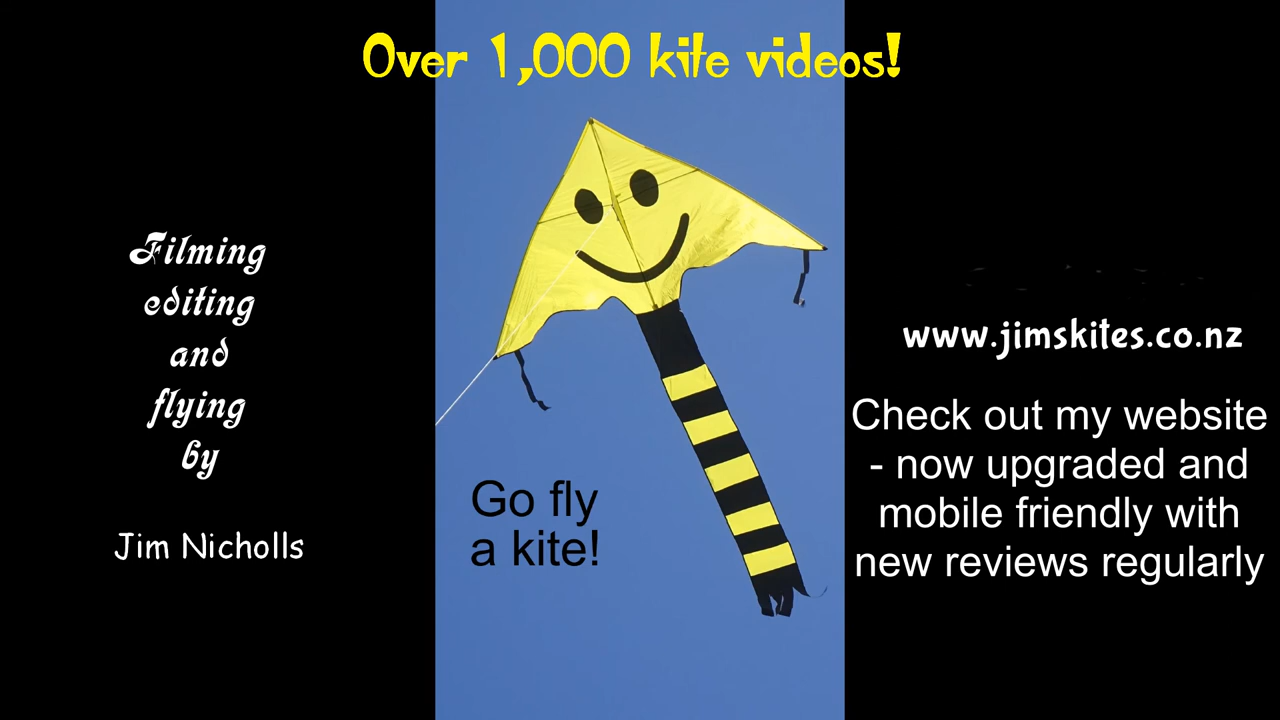 Over 1,000 kite videos!
Filming
editing
and
flying
by
Jim Nicholls
Go fly
a kite!
www.jimskites.co.nz
Check out my website
- now upgraded and
mobile friendly with
new reviews regularly